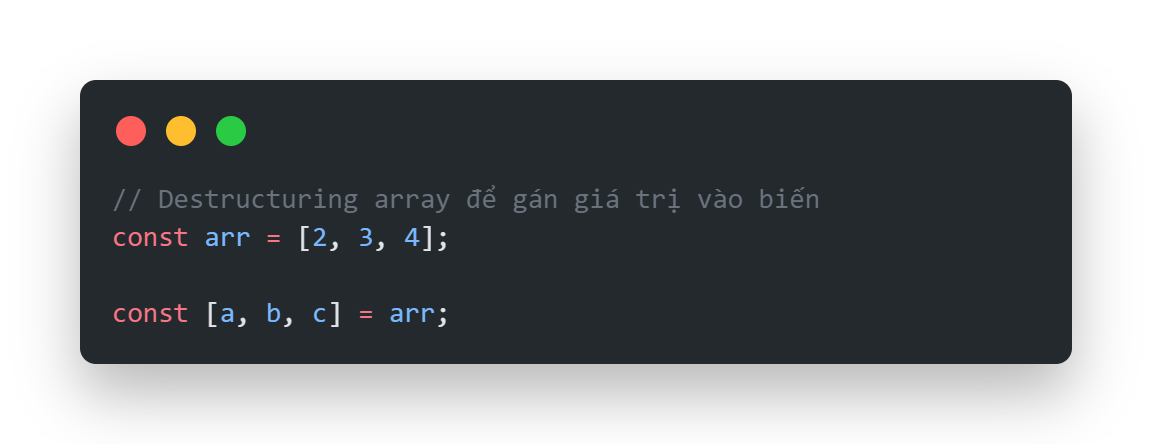 // Destructuring array để gán giá trị vào biến
const arr = [2, 3, 4];
const [a, b, c] = arr;